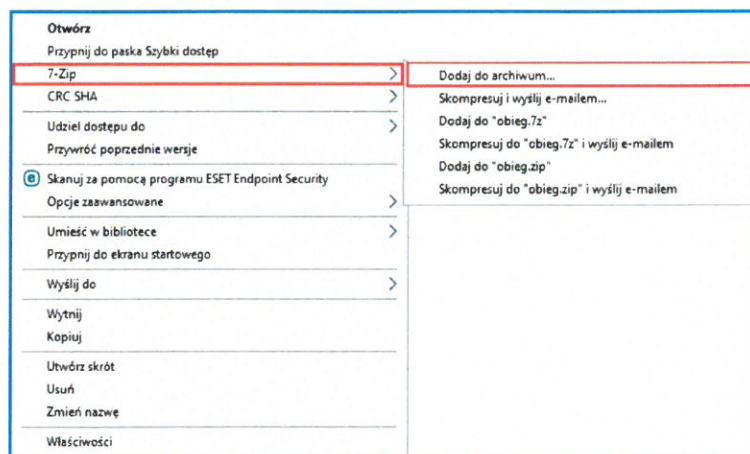 Otwórz
Przypnij do paska Szybki dostęp
7-Zip
CRC SHA
Udziel dostępu do
Przywróć poprzednie wersje
Skanuj za pomocą programu ESET Endpoint Security
Opcje zaawansowane
Umieść w bibliotece
Przypnij do ekranu startowego
Wyślij do
Wytnij
Kopiuj
Utwórz skrót
Usuń
Zmień nazwę
Właściwości
Dodaj do archiwum...
Skompresuj i wyślij e-mailem...
Dodaj do "obieg.7z"
Skompresuj do "obieg.7z" i wyślij e-mailem
Dodaj do "obieg.zip"
Skompresuj do "obieg.zip" i wyślij e-mailem